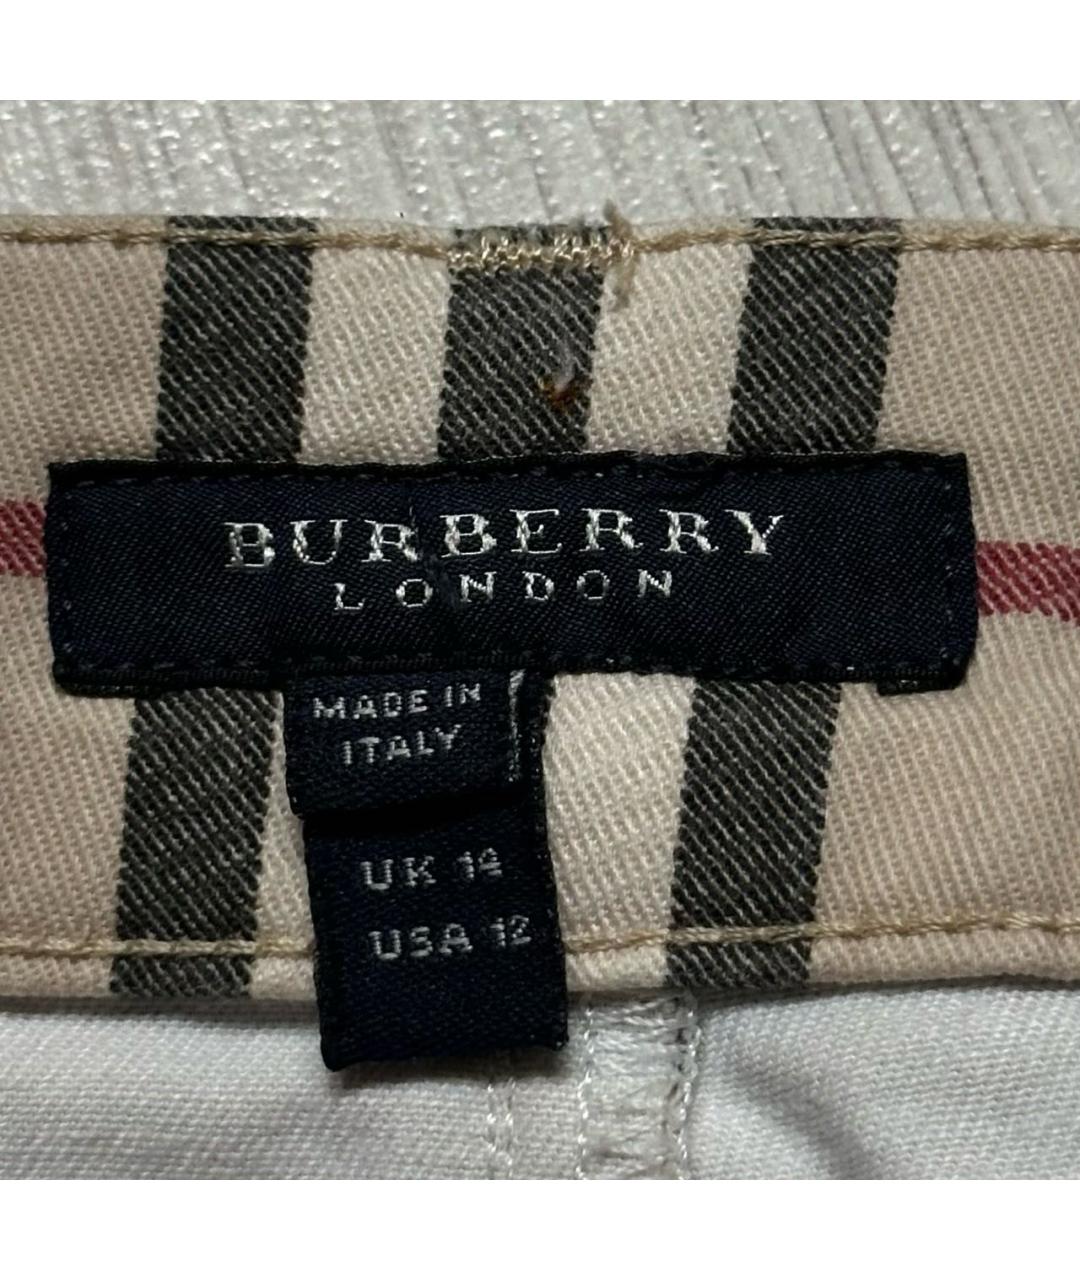 BURBERRY
LONDON
MADE IN
ITALY
UK 14
USA 12